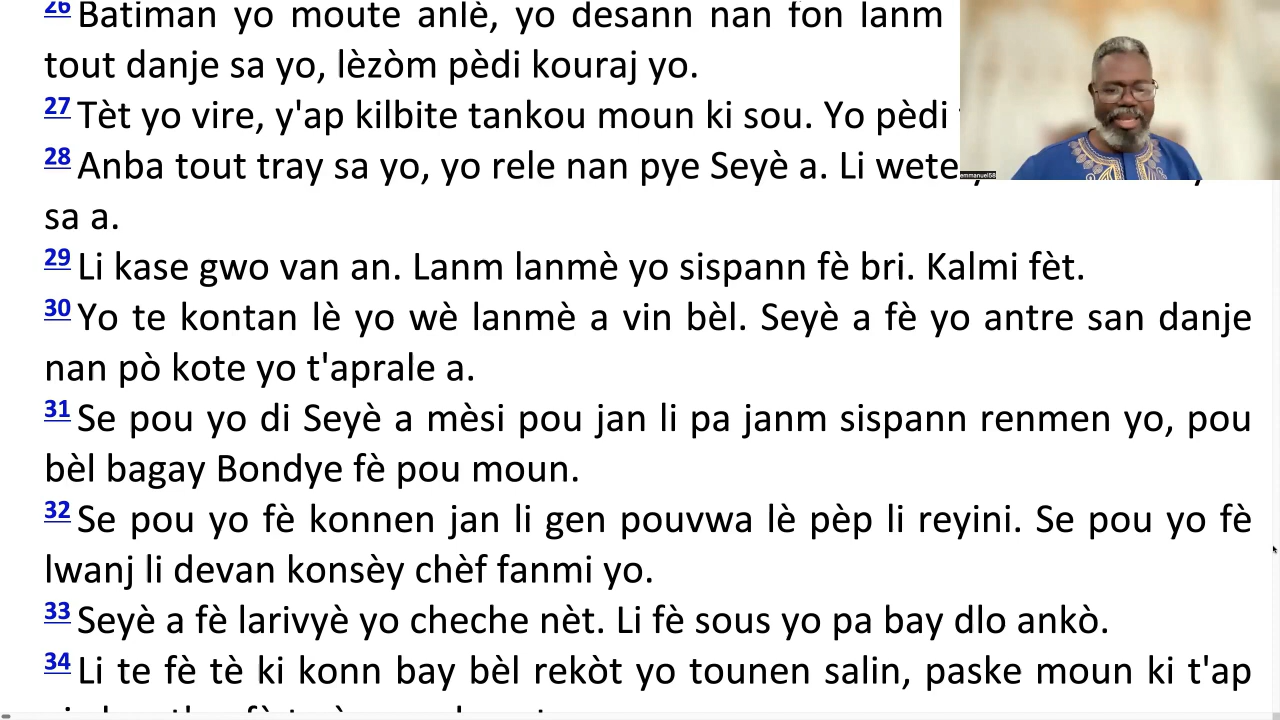 26 Batiman yo moute anlè, yo desann nan fon lanm
tout danje sa yo, lèzòm pèdi kouraj yo.
27 Tèt yo vire, y'ap kilbite tankou moun ki sou. Yo pèdi
28 Anba tout tray sa yo, yo rele nan pye Seyè a. Li wete
sa a.
29 Li kase gwo van an. Lanm lanmè yo sispann fè bri. Kalmi fèt.
30 Yo te kontan lè yo wè lanmè a vin bèl. Seyè a fè yo antre san danje
nan pò kote yo t'aprale a.
31 Se pou yo di Seyè a mèsi pou jan li pa janm sispann renmen yo, pou
bèl bagay Bondye fè pou moun.
32 Se pou yo fè konnen jan li gen pouvwa lè pèp li reyini. Se pou yo fè
lwanj li devan konsèy chèf fanmi yo.
33 Seyè a fè larivyè yo cheche nèt. Li fè sous yo pa bay dlo ankò.
34 Li te fè tè ki konn bay bèl rekòt yo tounen salin, paske moun ki t'ap